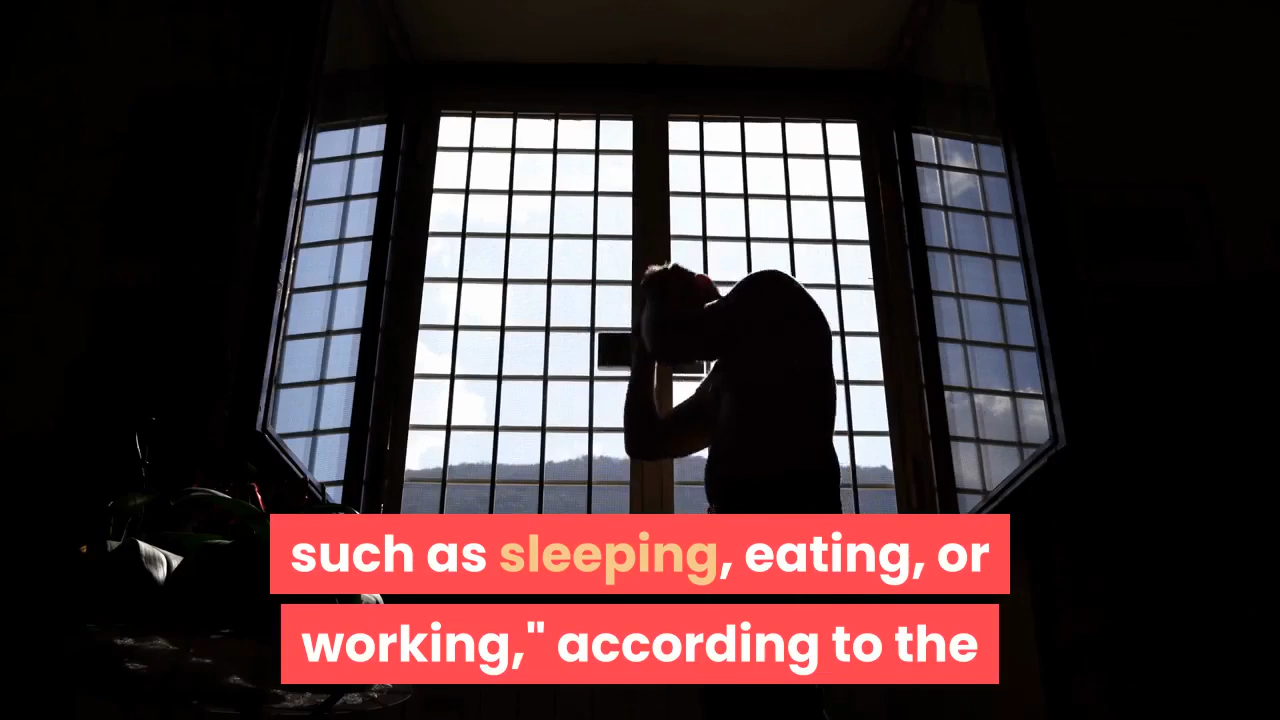 such as sleeping, eating, or
working," according to the